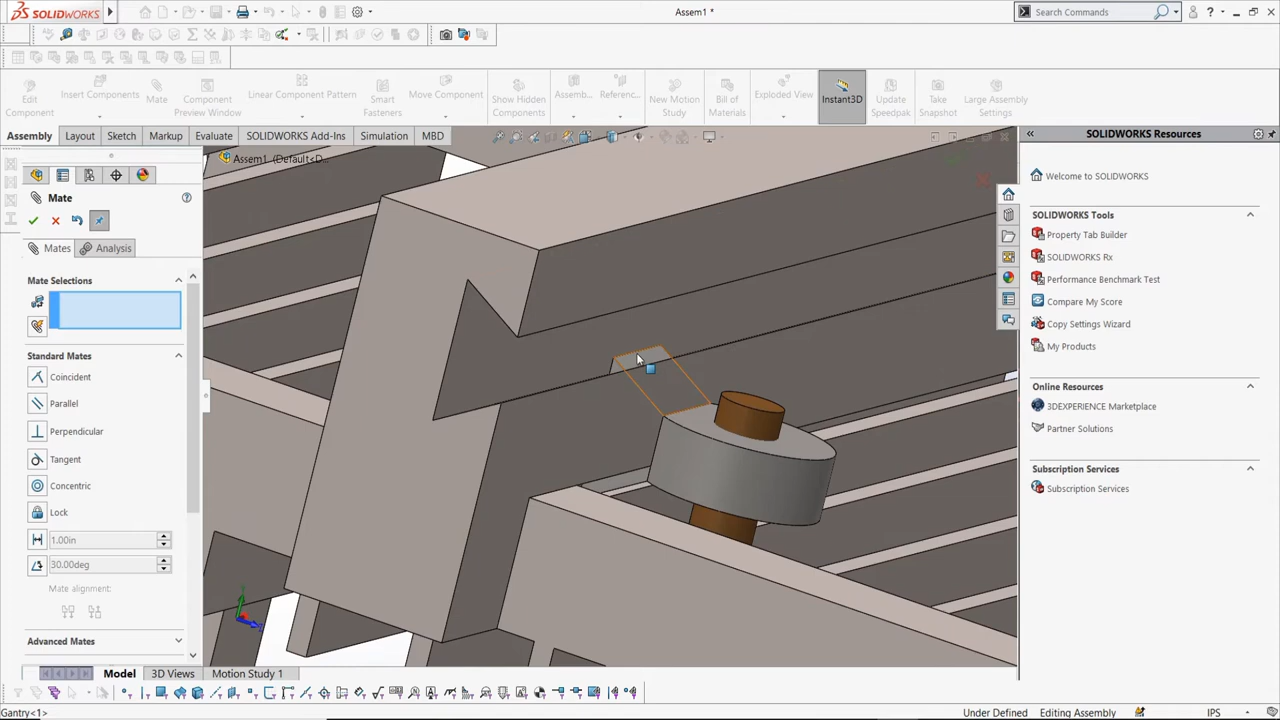 SOLIDWORKS
Assem1 *
Search Commands
Edit
Component
Insert Components
Mate
Component
Preview Window
Linear Component Pattern
Smart
Fasteners
Move Component
Show Hidden
Components
Assemb...
Referenc...
New Motion
Study
Bill of
Materials
Exploded View
Instant3D
Update
Speedpak
Take
Snapshot
Large Assembly
Settings
Assembly
Layout
Sketch
Markup
Evaluate
SOLIDWORKS Add-Ins
Simulation
MBD
SOLIDWORKS Resources
Assem1 (Default<D...
Welcome to SOLIDWORKS
Mate
Mates
Analysis
SOLIDWORKS Tools
Property Tab Builder
SOLIDWORKS Rx
Performance Benchmark Test
Compare My Score
Copy Settings Wizard
My Products
Mate Selections
Standard Mates
Coincident
Parallel
Perpendicular
Tangent
Concentric
Lock
1.00in
30.00deg
Mate alignment:
Advanced Mates
Online Resources
3DEXPERIENCE Marketplace
Partner Solutions
Subscription Services
Subscription Services
Model
3D Views
Motion Study 1
Gantry<1>
Under Defined
Editing Assembly
IPS